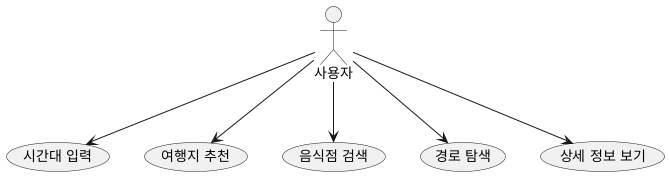 사용자
시간대 입력
여행지 추천
음식점 검색
경로 탐색
상세 정보 보기